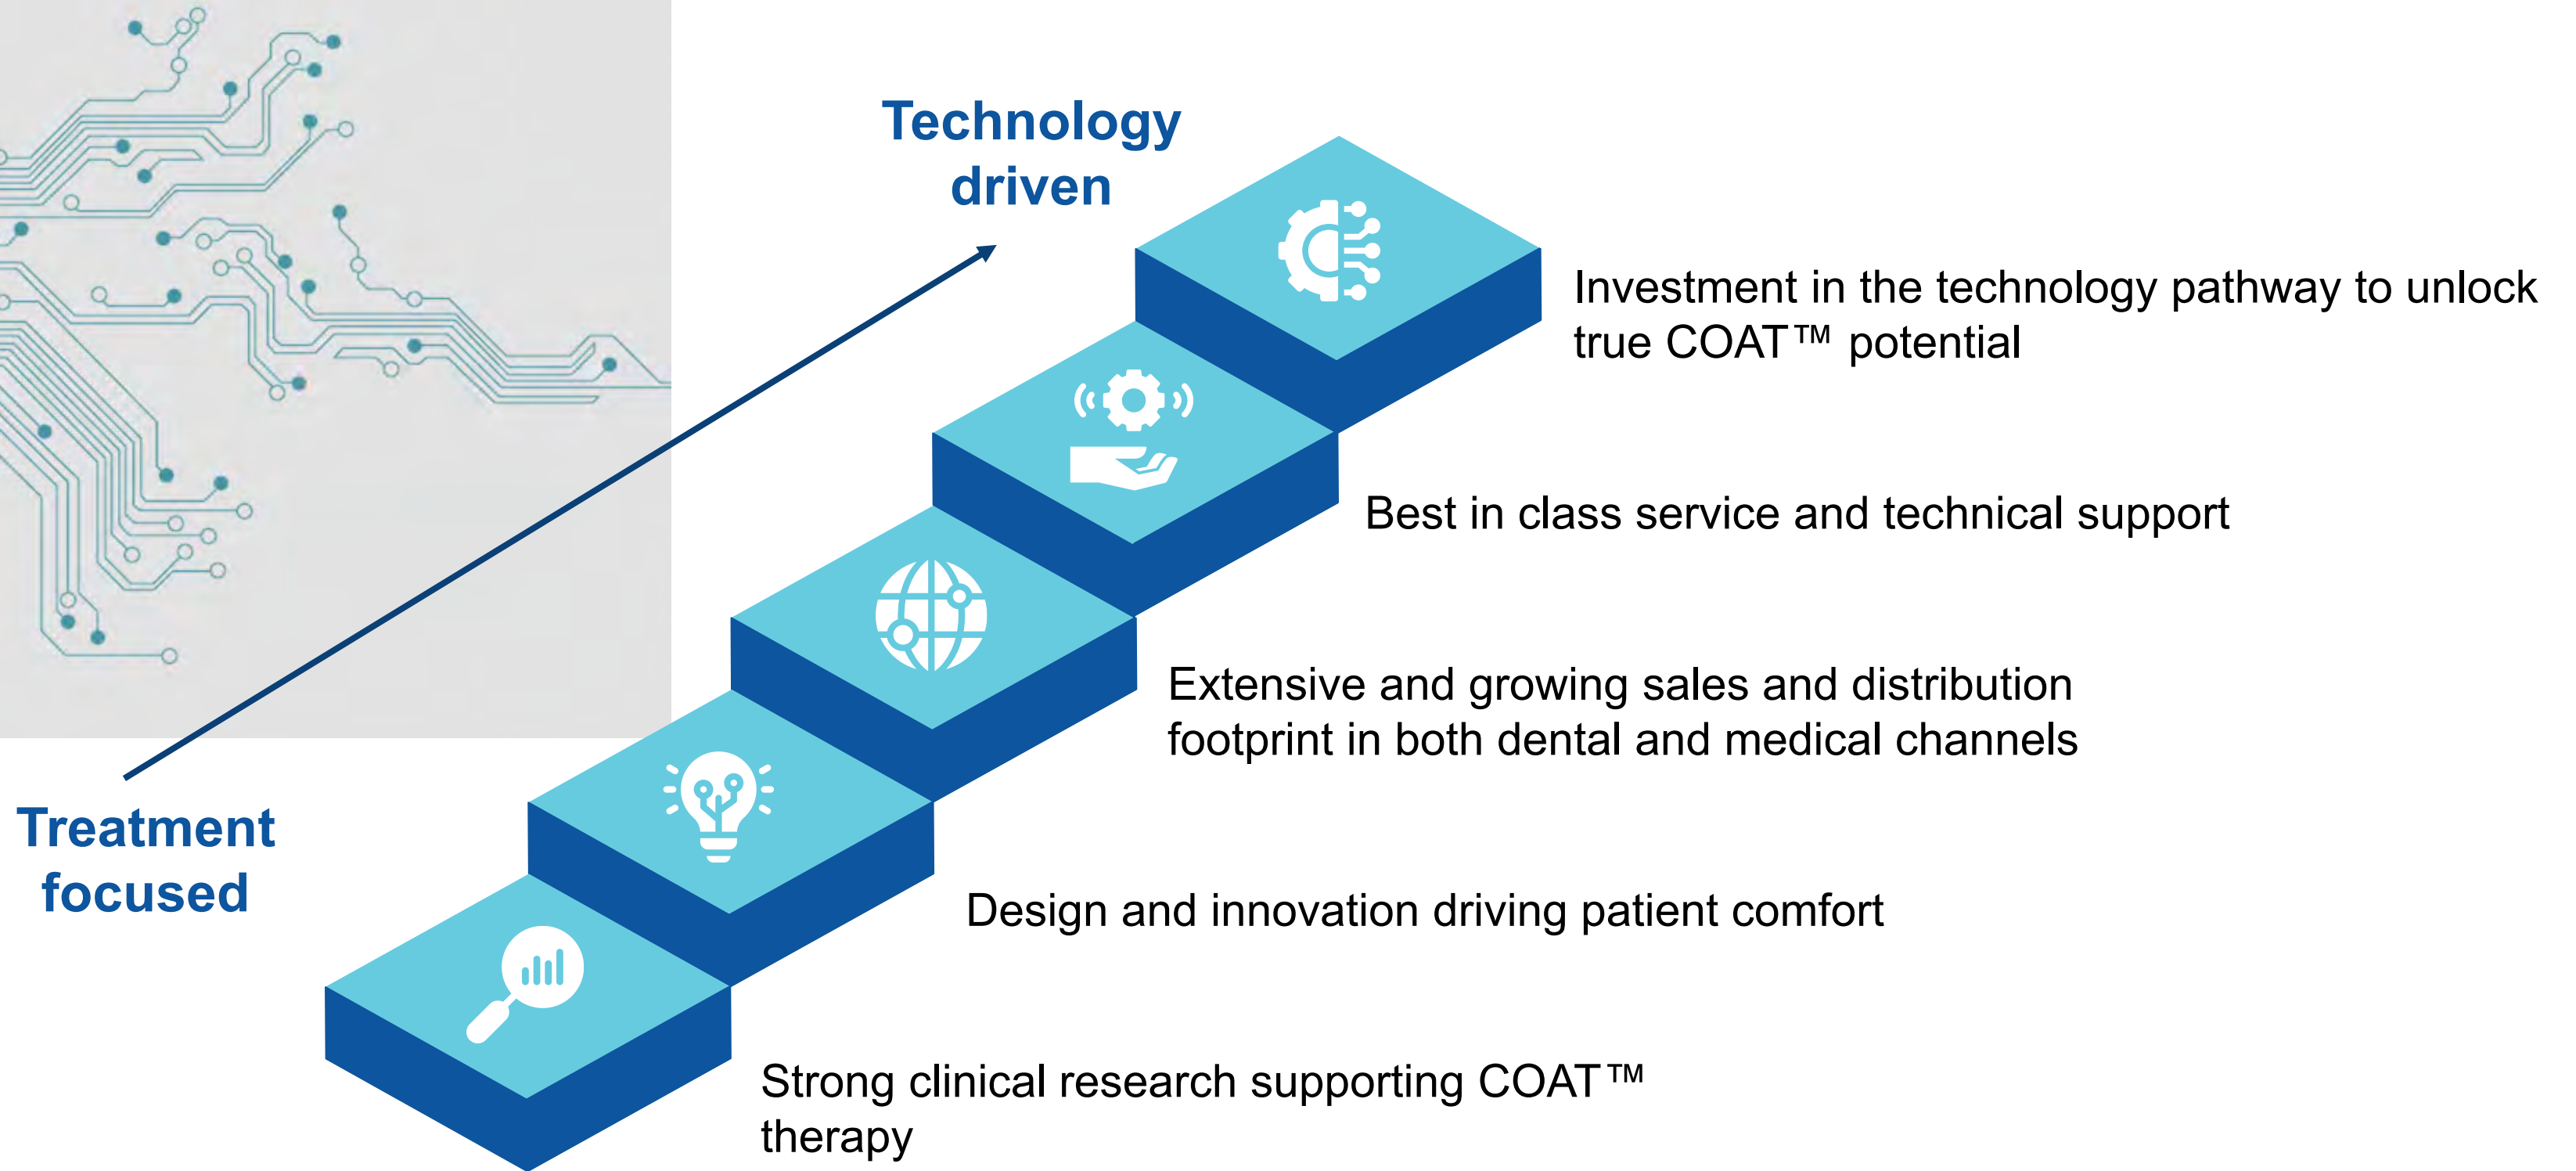 Technology
driven
Investment in the technology pathway to unlock
true COAT™ potential
Best in class service and technical support
Extensive and growing sales and distribution
footprint in both dental and medical channels
Treatment
focused
Design and innovation driving patient comfort
Strong clinical research supporting COAT™
therapy